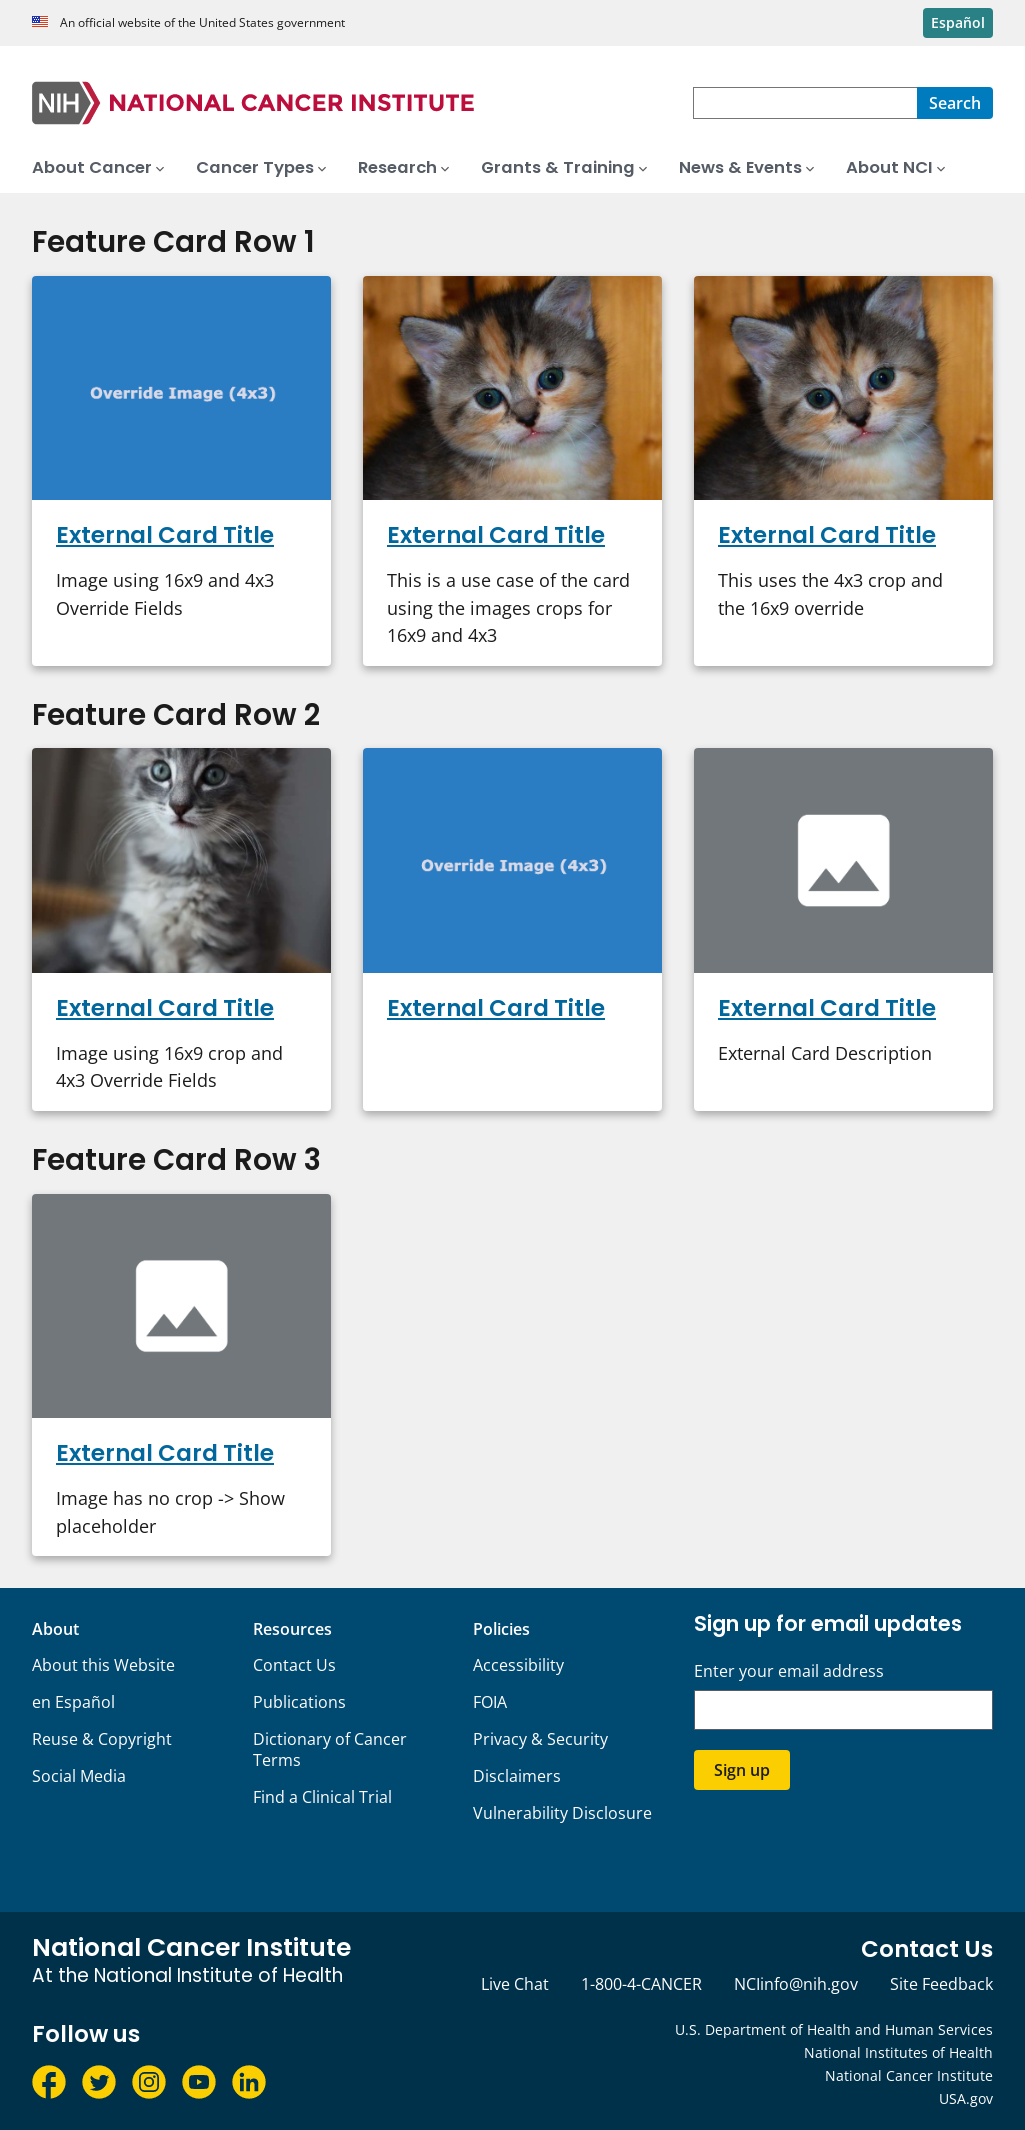 An official website of the United States government
Español
NIH NATIONAL CANCER INSTITUTE
Search
About Cancer Cancer Types Research Grants & Training News & Events About NCI
Feature Card Row 1
Override Image (4x3)
External Card Title
Image using 16x9 and 4x3
Override Fields
External Card Title
This is a use case of the card
using the images crops for
16x9 and 4x3
External Card Title
This uses the 4x3 crop and
the 16x9 override
Feature Card Row 2
External Card Title
Image using 16x9 crop and
4x3 Override Fields
Override Image (4x3)
External Card Title
External Card Title
External Card Description
Feature Card Row 3
External Card Title
Image has no crop -> Show
placeholder
About
About this Website
en Español
Reuse & Copyright
Social Media
Resources
Contact Us
Publications
Dictionary of Cancer
Terms
Find a Clinical Trial
Policies
Accessibility
FOIA
Privacy & Security
Disclaimers
Vulnerability Disclosure
Sign up for email updates
Enter your email address
Sign up
National Cancer Institute
At the National Institute of Health
Follow us
Contact Us
Live Chat 1-800-4-CANCER NCIinfo@nih.gov Site Feedback
U.S. Department of Health and Human Services
National Institutes of Health
National Cancer Institute
USA.gov